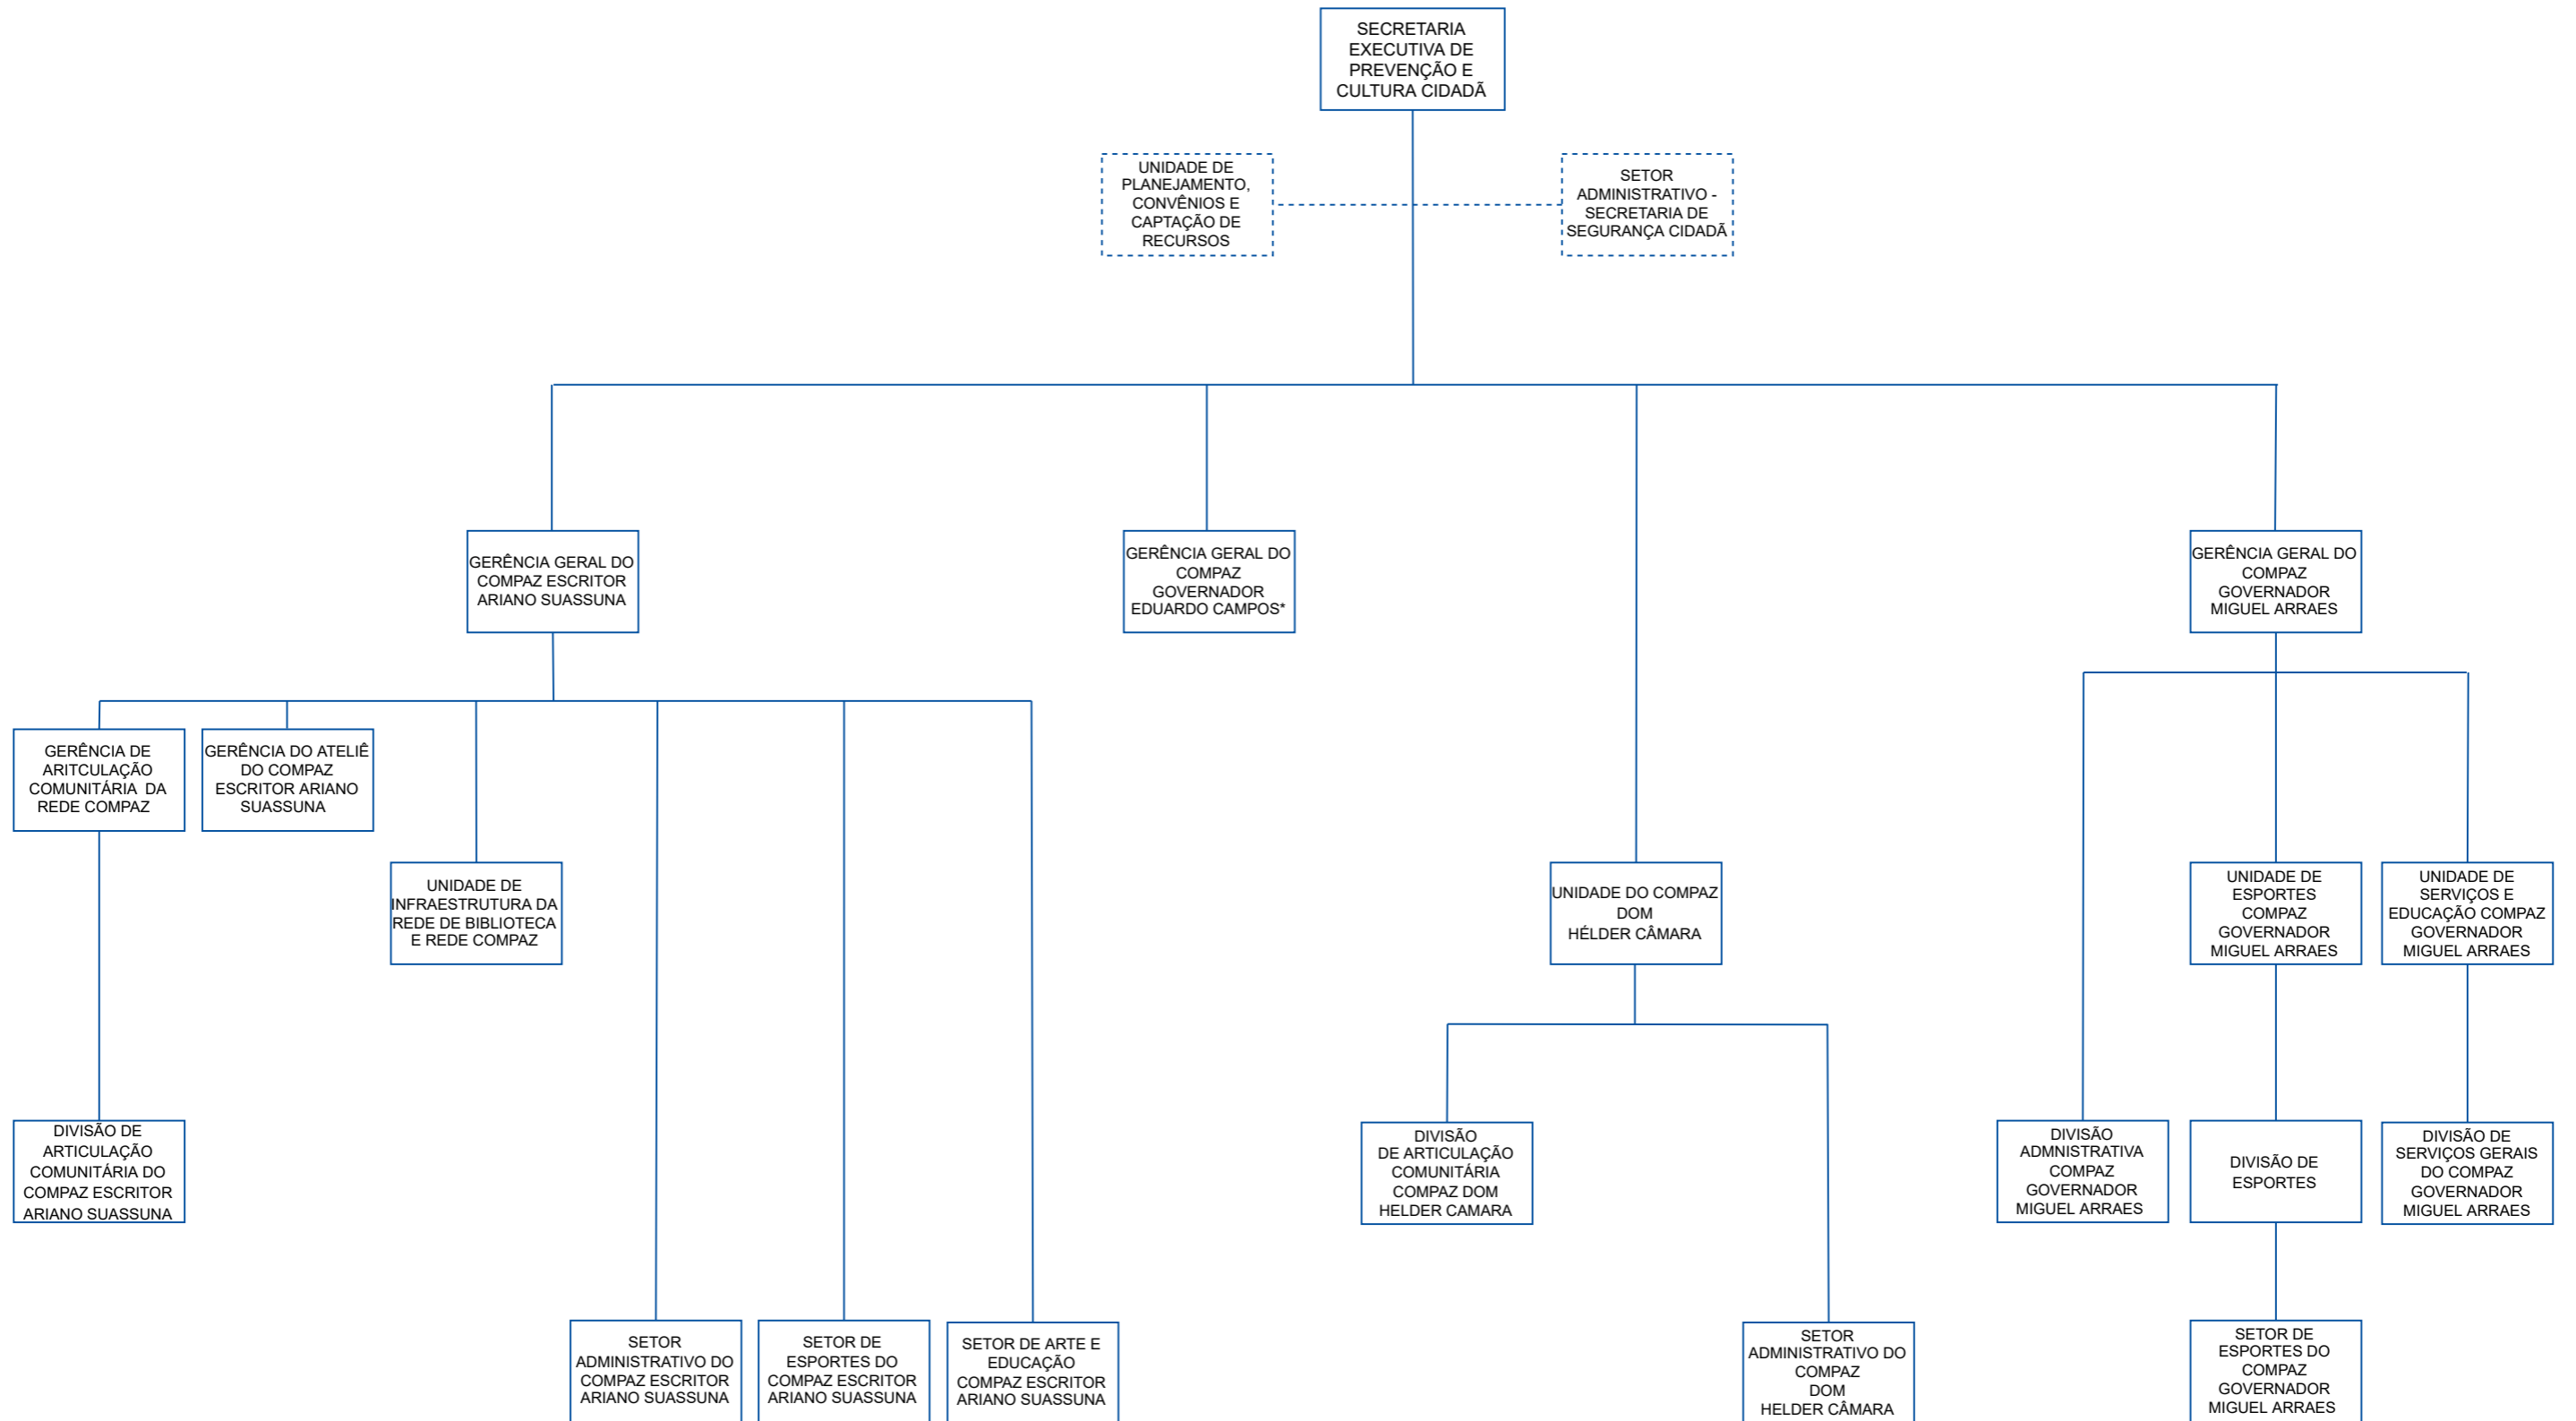 SECRETARIA
EXECUTIVA DE
PREVENÇÃO E
CULTURA CIDADÃ
UNIDADE DE
PLANEJAMENTO,
CONVÊNIOS E
CAPTAÇÃO DE
RECURSOS
SETOR
ADMINISTRATIVO -
SECRETARIA DE
SEGURANÇA CIDADÃ
GERÊNCIA GERAL DO
COMPAZ ESCRITOR
ARIANO SUASSUNA
GERÊNCIA GERAL DO
COMPAZ
GOVERNADOR
EDUARDO CAMPOS*
GERÊNCIA GERAL DO
COMPAZ
GOVERNADOR
MIGUEL ARRAES
GERÊNCIA DE
ARITCULAÇÃO
COMUNITÁRIA  DA
REDE COMPAZ
GERÊNCIA DO ATELIÊ
DO COMPAZ
ESCRITOR ARIANO
SUASSUNA
UNIDADE DE
INFRAESTRUTURA DA
REDE DE BIBLIOTECA
E REDE COMPAZ
UNIDADE DO COMPAZ
DOM
HÉLDER CÂMARA
UNIDADE DE
ESPORTES
COMPAZ
GOVERNADOR
MIGUEL ARRAES
UNIDADE DE
SERVIÇOS E
EDUCAÇÃO COMPAZ
GOVERNADOR
MIGUEL ARRAES
DIVISÃO DE
ARTICULAÇÃO
COMUNITÁRIA DO
COMPAZ ESCRITOR
ARIANO SUASSUNA
DIVISÃO
DE ARTICULAÇÃO
COMUNITÁRIA
COMPAZ DOM
HELDER CAMARA
DIVISÃO
ADMNISTRATIVA
COMPAZ
GOVERNADOR
MIGUEL ARRAES
DIVISÃO DE
ESPORTES
DIVISÃO DE
SERVIÇOS GERAIS
DO COMPAZ
GOVERNADOR
MIGUEL ARRAES
SETOR
ADMINISTRATIVO DO
COMPAZ ESCRITOR
ARIANO SUASSUNA
SETOR DE
ESPORTES DO
COMPAZ ESCRITOR
ARIANO SUASSUNA
SETOR DE ARTE E
EDUCAÇÃO
COMPAZ ESCRITOR
ARIANO SUASSUNA
SETOR
ADMINISTRATIVO DO
COMPAZ
DOM
HELDER CÂMARA
SETOR DE
ESPORTES DO
COMPAZ
GOVERNADOR
MIGUEL ARRAES